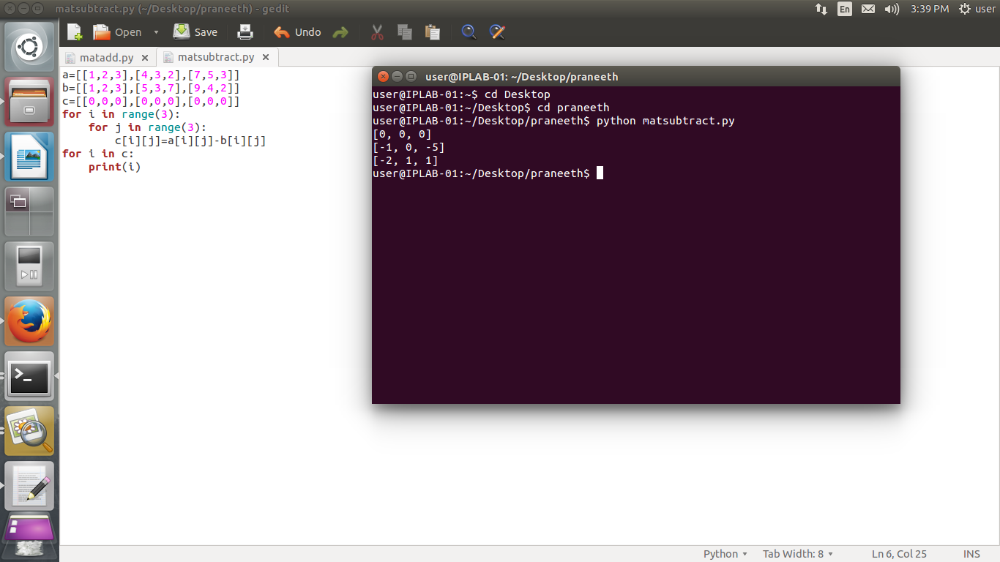 matsubtract.py (~/Desktop/praneeth) - gedit
En
3:39 PM
user
Open
Save
Undo
matadd.py
matsubtract.py
a=[[1,2,3],[4,3,2],[7,5,3]]
b=[[1,2,3],[5,3,7],[9,4,2]]
c=[[0,0,0],[0,0,0],[0,0,0]]
for i in range(3):
    for j in range(3):
        c[i][j]=a[i][j]-b[i][j]
for i in c:
    print(i)
user@IPLAB-01: ~/Desktop/praneeth
user@IPLAB-01:~$ cd Desktop
user@IPLAB-01:~/Desktop$ cd praneeth
user@IPLAB-01:~/Desktop/praneeth$ python matsubtract.py
[0, 0, 0]
[-1, 0, -5]
[-2, 1, 1]
user@IPLAB-01:~/Desktop/praneeth$
Python
Tab Width: 8
Ln 6, Col 25
INS